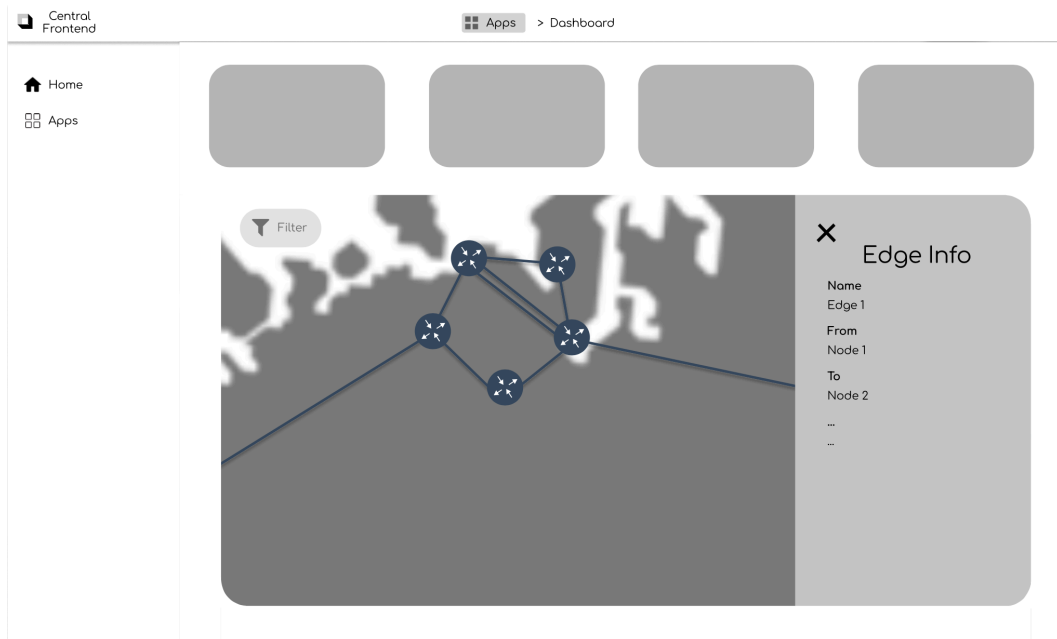 Central
Frontend
Apps > Dashboard
Home
Apps
Filter
Edge Info
Name
Edge 1
From
Node 1
To
Node 2
...
...